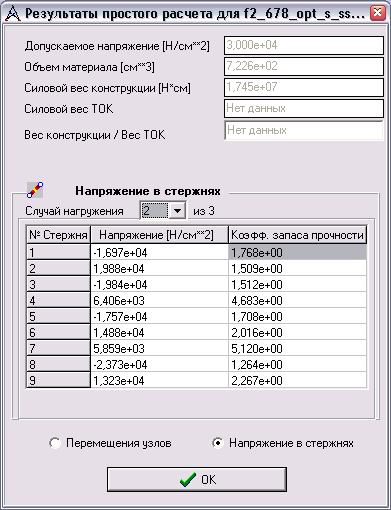 Результаты простого расчета для f2_678_opt_s_ss...
Допускаемое напряжение [Н/см**2] 3,000e+04
Объем материала [см**3] 7,226e+02
Силовой вес конструкции [Н*см] 1,745e+07
Силовой вес ТОК Нет данных
Вес конструкции / Вес ТОК Нет данных
Напряжение в стержнях
Случай нагружения 2 из 3
№ Стержня Напряжение [Н/см**2] Коэфф. запаса прочности
1 -1,697e+04 1,768e+00
2 1,988e+04 1,509e+00
3 -1,984e+04 1,512e+00
4 6,406e+03 4,683e+00
5 -1,757e+04 1,708e+00
6 1,488e+04 2,016e+00
7 5,859e+03 5,120e+00
8 -2,373e+04 1,264e+00
9 1,323e+04 2,267e+00
Перемещения узлов Напряжение в стержнях
OK